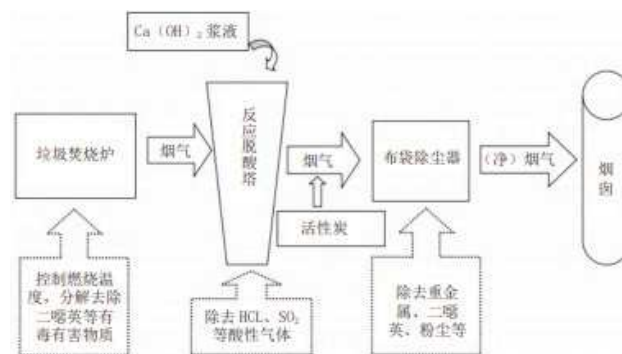 Ca（OH）₂浆液
垃圾焚烧炉
烟气
反应脱酸塔
烟气
活性炭
布袋除尘器
（净）烟气
烟囱
控制燃烧温
度，分解去除
二噁英等有
毒有害物质
除去HCL、SO₂
等酸性气体
除去重金
属、二噁
英、粉尘等